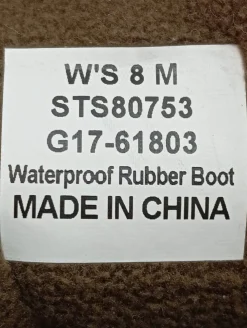 W'S 8 M
STS80753
G17-61803
Waterproof Rubber Boot
MADE IN CHINA